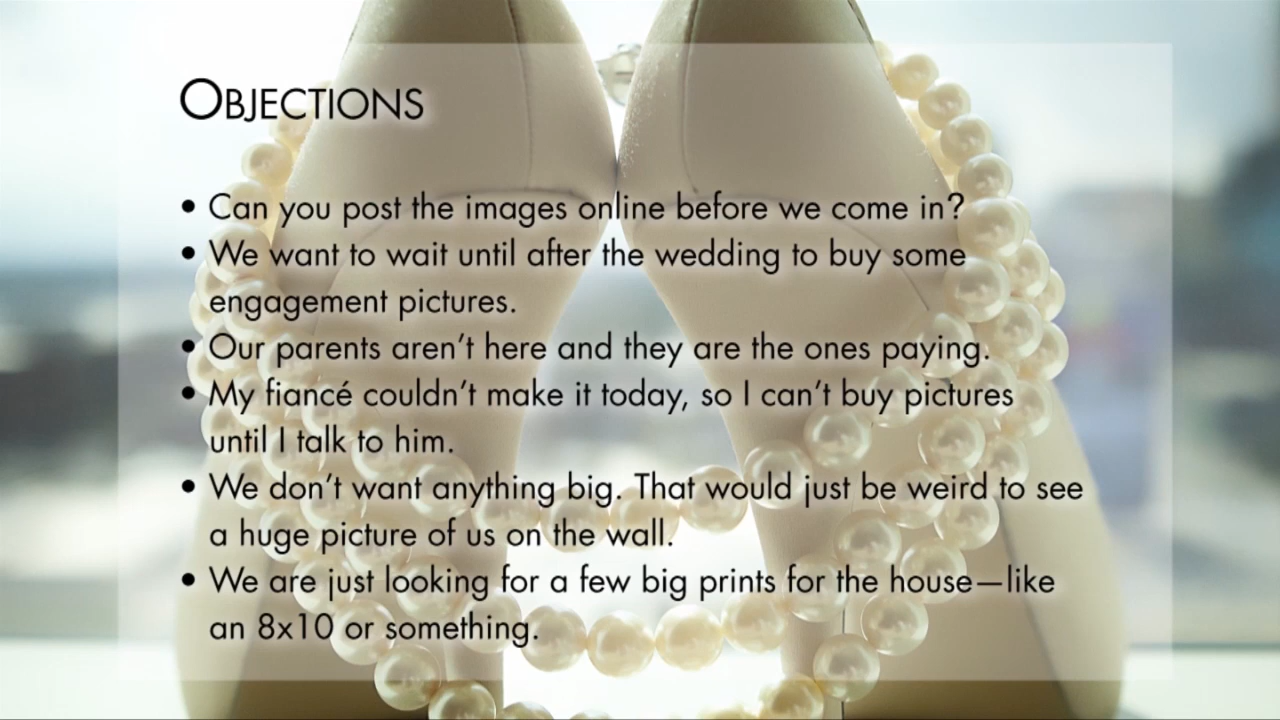 OBJECTIONS
• Can you post the images online before we come in?
• We want to wait until after the wedding to buy some
engagement pictures.
• Our parents aren’t here and they are the ones paying.
• My fiancé couldn’t make it today, so I can’t buy pictures
until I talk to him.
• We don’t want anything big. That would just be weird to see
a huge picture of us on the wall.
• We are just looking for a few big prints for the house—like
an 8x10 or something.